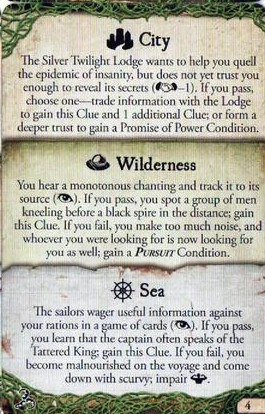 City
The Silver Twilight Lodge wants to help you quell
the epidemic of insanity, but does not yet trust you
enough to reveal its secrets (–1). If you pass,
choose one—trade information with the Lodge
to gain this Clue and 1 additional Clue; or form a
deeper trust to gain a Promise of Power Condition.
Wilderness
You hear a monotonous chanting and track it to its
source (). If you pass, you spot a group of men
kneeling before a black spire in the distance; gain
this Clue. If you fail, you make too much noise, and
whoever you were looking for is now looking for
you as well; gain a PURSUIT Condition.
Sea
The sailors wager useful information against
your rations in a game of cards (). If you pass,
you learn that the captain often speaks of the
Tattered King; gain this Clue. If you fail, you
become malnourished on the voyage and come
down with scurvy; impair .
4